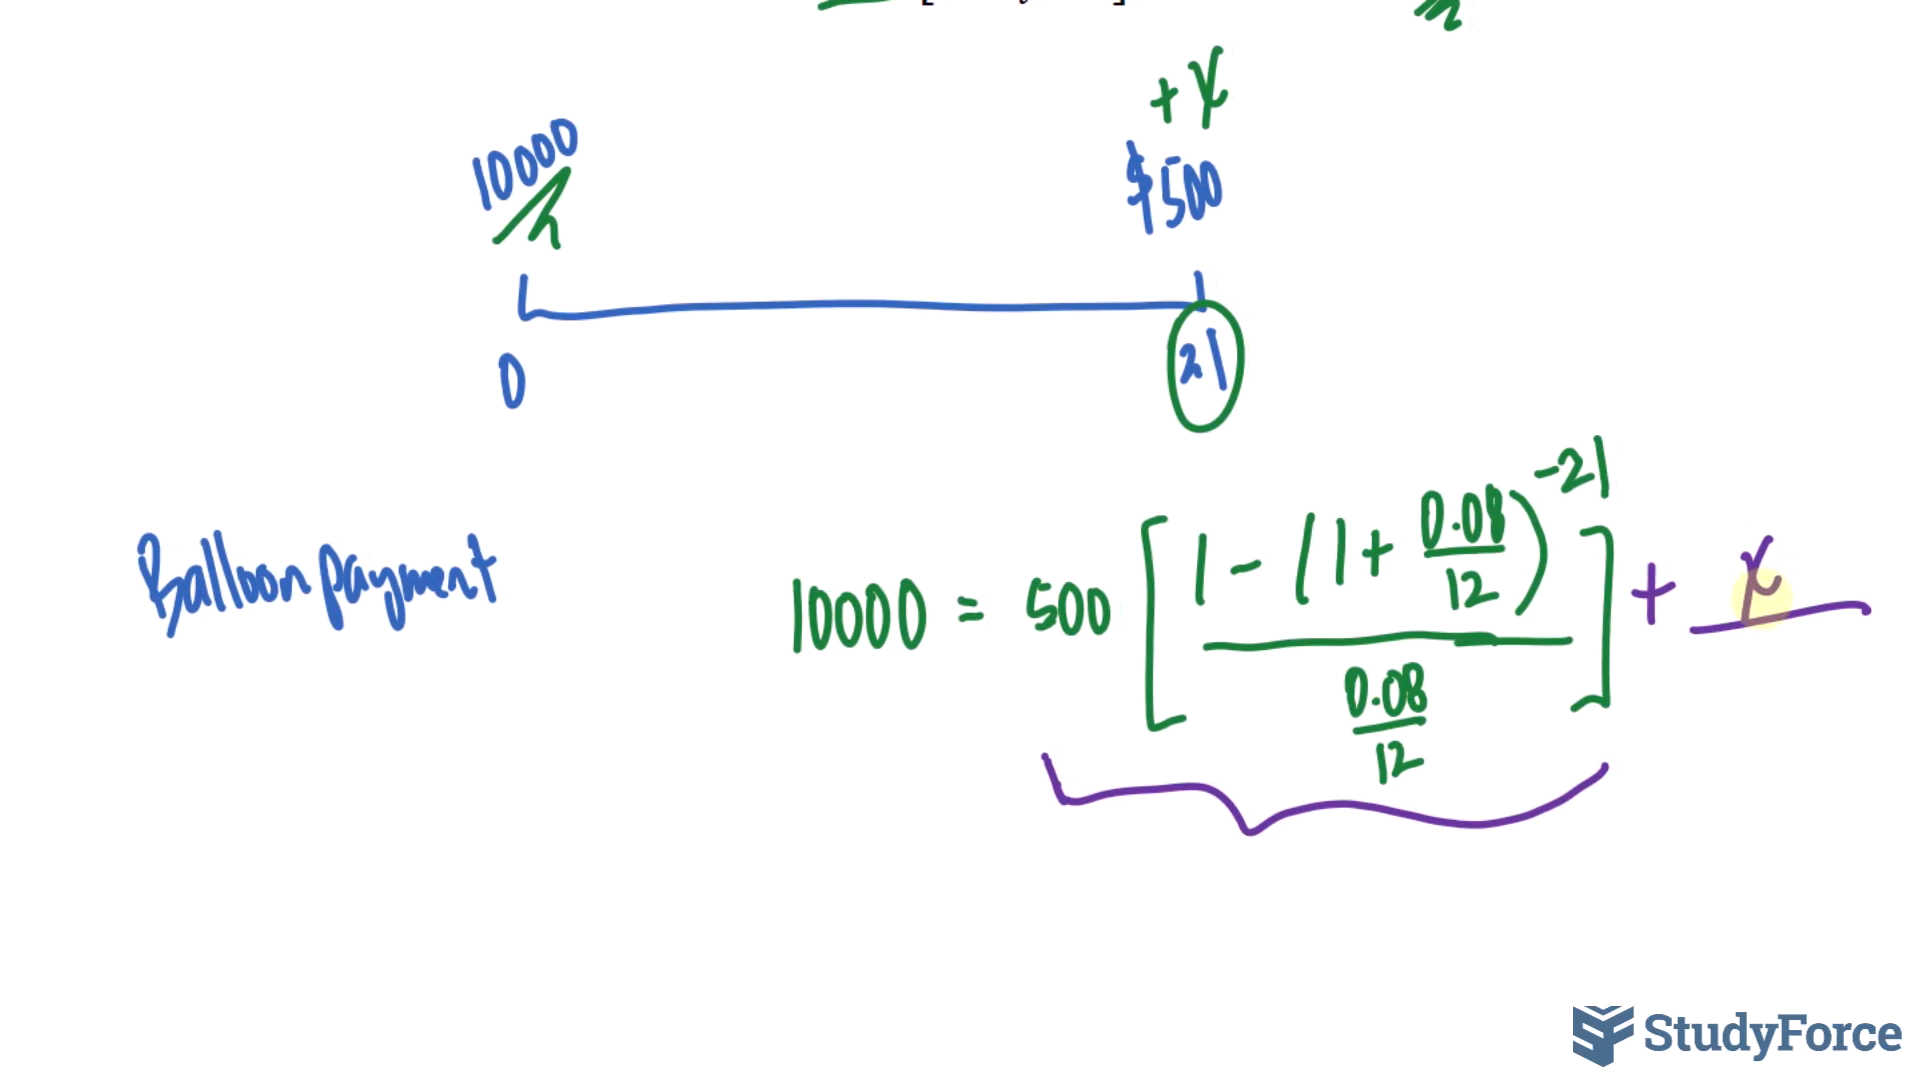 + x
10000
$500
0
21
Balloon payment
10000 = 500 [ 1 - (1 + 0.08/12)^-21 / 0.08/12 ] + x
StudyForce